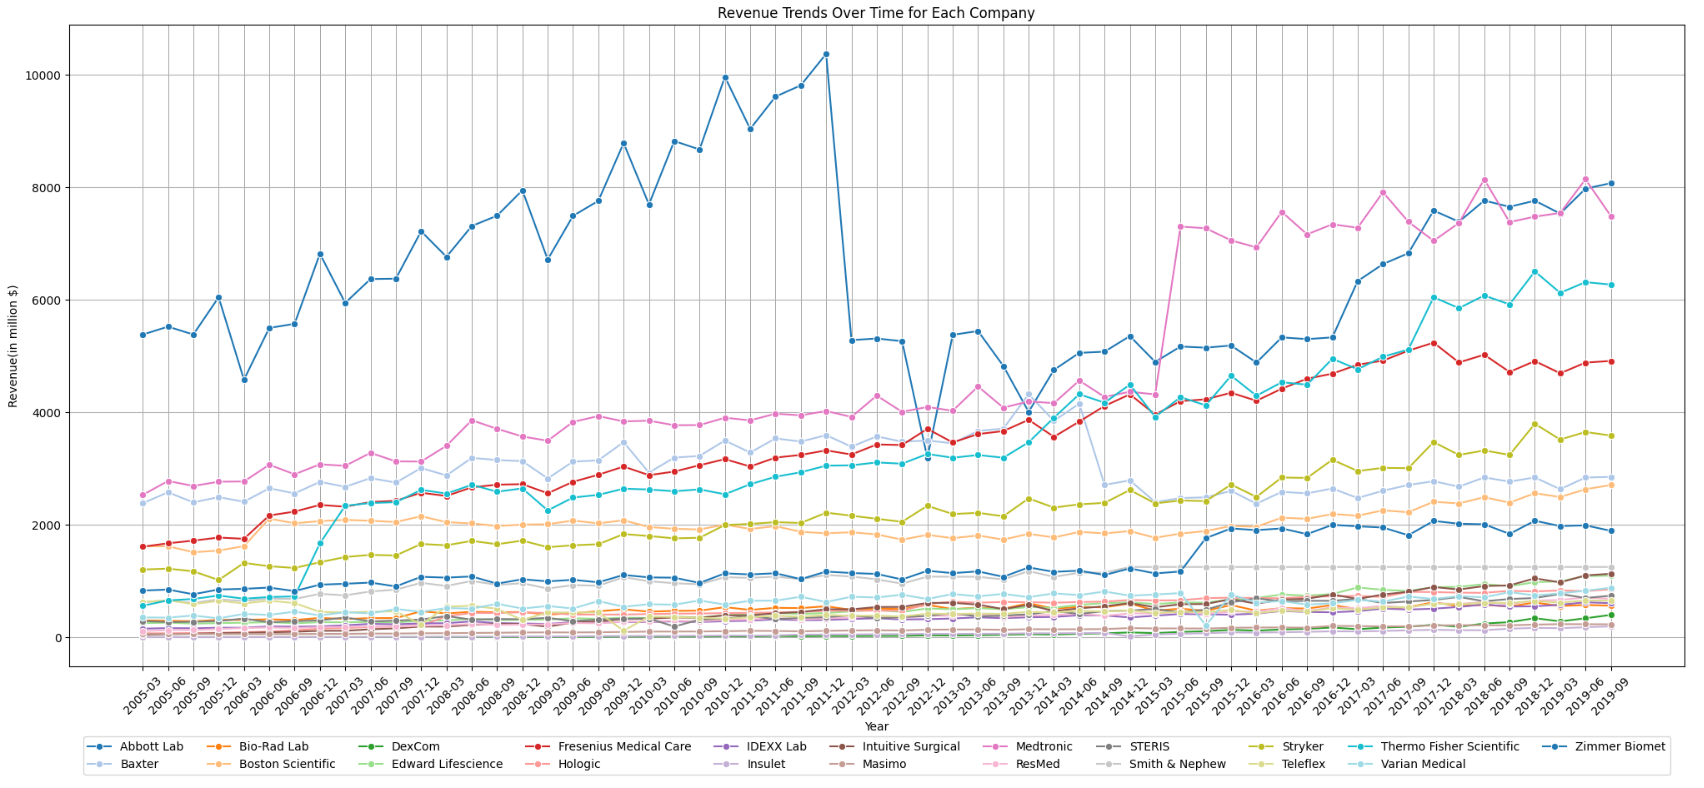 Revenue Trends Over Time for Each Company
Revenue(in million $)
10000
8000
6000
4000
2000
0
2005-03 2005-06 2005-09 2005-12 2006-03 2006-06 2006-09 2006-12 2007-03 2007-06 2007-09 2007-12 2008-03 2008-06 2008-09 2008-12 2009-03 2009-06 2009-09 2009-12 2010-03 2010-06 2010-09 2010-12 2011-03 2011-06 2011-09 2011-12 2012-03 2012-06 2012-09 2012-12 2013-03 2013-06 2013-09 2013-12 2014-03 2014-06 2014-09 2014-12 2015-03 2015-06 2015-09 2015-12 2016-03 2016-06 2016-09 2016-12 2017-03 2017-06 2017-09 2017-12 2018-03 2018-06 2018-09 2018-12 2019-03 2019-06 2019-09
Year
Abbott Lab Bio-Rad Lab DexCom Fresenius Medical Care IDEXX Lab Intuitive Surgical Medtronic STERIS Stryker Thermo Fisher Scientific Zimmer Biomet
Baxter Boston Scientific Edward Lifescience Hologic Insulet Masimo ResMed Smith & Nephew Teleflex Varian Medical